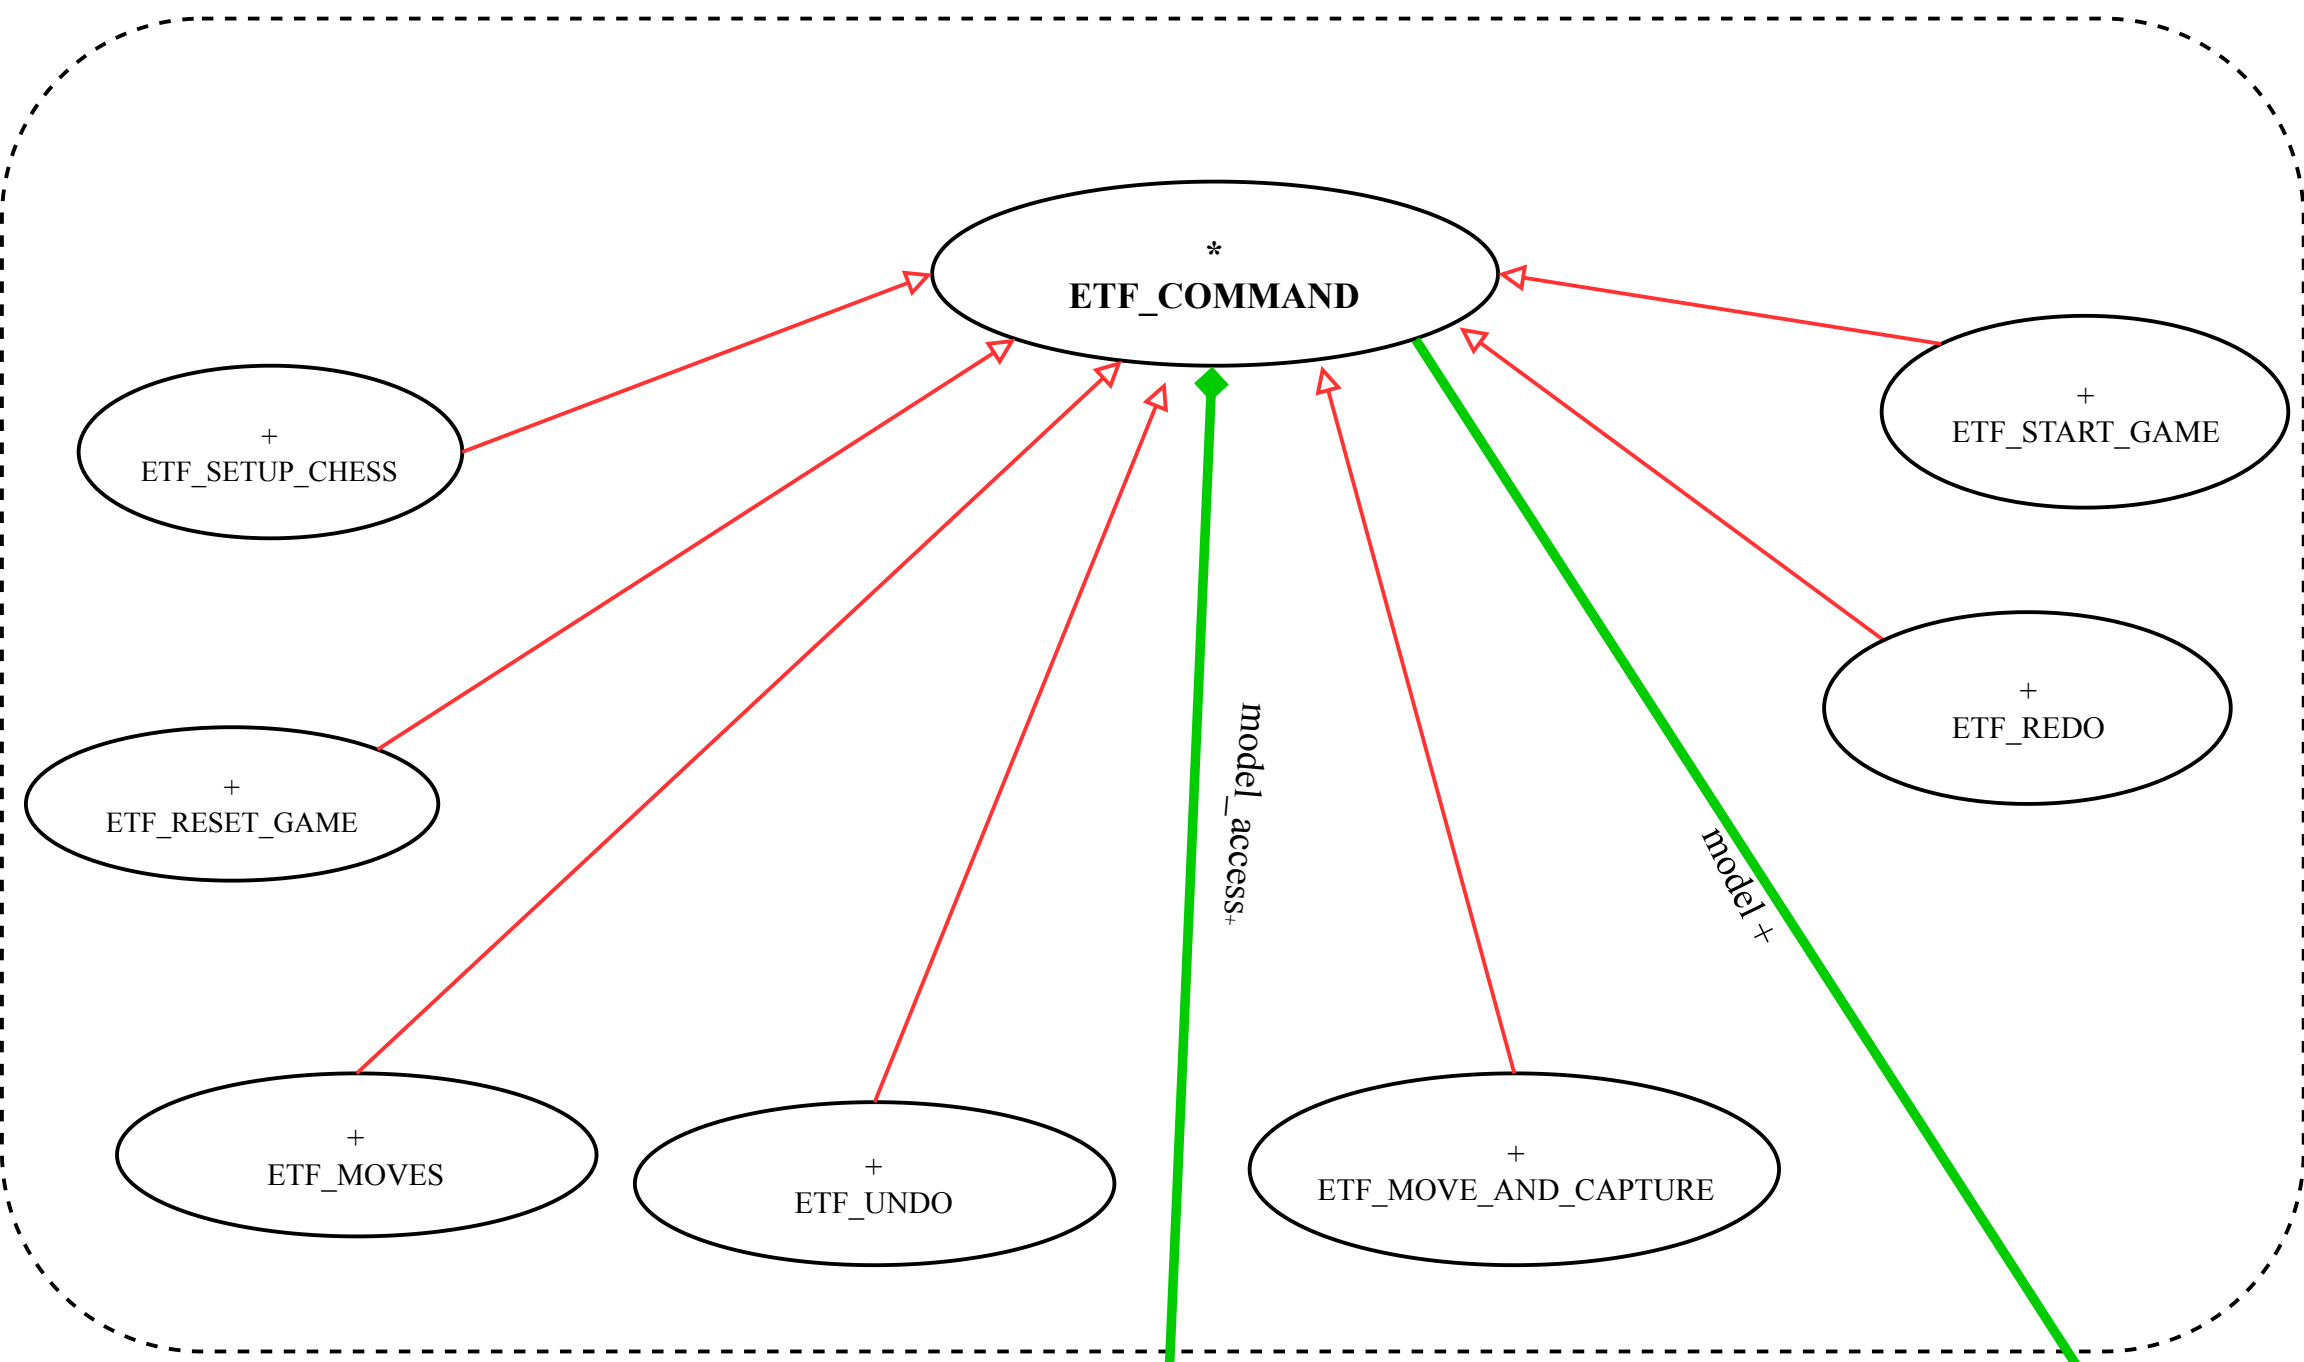 *
ETF_COMMAND
+
ETF_START_GAME
+
ETF_SETUP_CHESS
+
ETF_REDO
+
ETF_RESET_GAME
model_access+
model +
+
ETF_MOVES
+
ETF_UNDO
+
ETF_MOVE_AND_CAPTURE